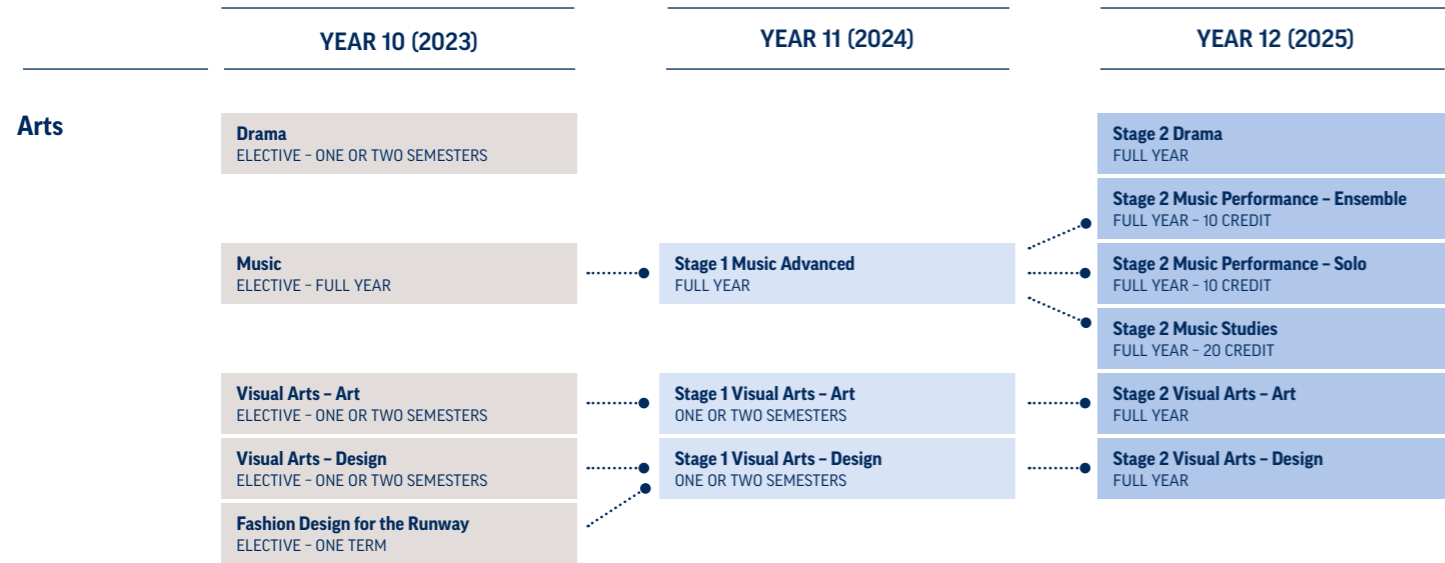 YEAR 10 (2023)
YEAR 11 (2024)
YEAR 12 (2025)
Arts
Drama
ELECTIVE – ONE OR TWO SEMESTERS
Stage 2 Drama
FULL YEAR
Stage 2 Music Performance – Ensemble
FULL YEAR – 10 CREDIT
Music
ELECTIVE – FULL YEAR
Stage 1 Music Advanced
FULL YEAR
Stage 2 Music Performance – Solo
FULL YEAR – 10 CREDIT
Stage 2 Music Studies
FULL YEAR – 20 CREDIT
Visual Arts – Art
ELECTIVE – ONE OR TWO SEMESTERS
Stage 1 Visual Arts – Art
ONE OR TWO SEMESTERS
Stage 2 Visual Arts – Art
FULL YEAR
Visual Arts – Design
ELECTIVE – ONE OR TWO SEMESTERS
Stage 1 Visual Arts – Design
ONE OR TWO SEMESTERS
Stage 2 Visual Arts – Design
FULL YEAR
Fashion Design for the Runway
ELECTIVE – ONE TERM